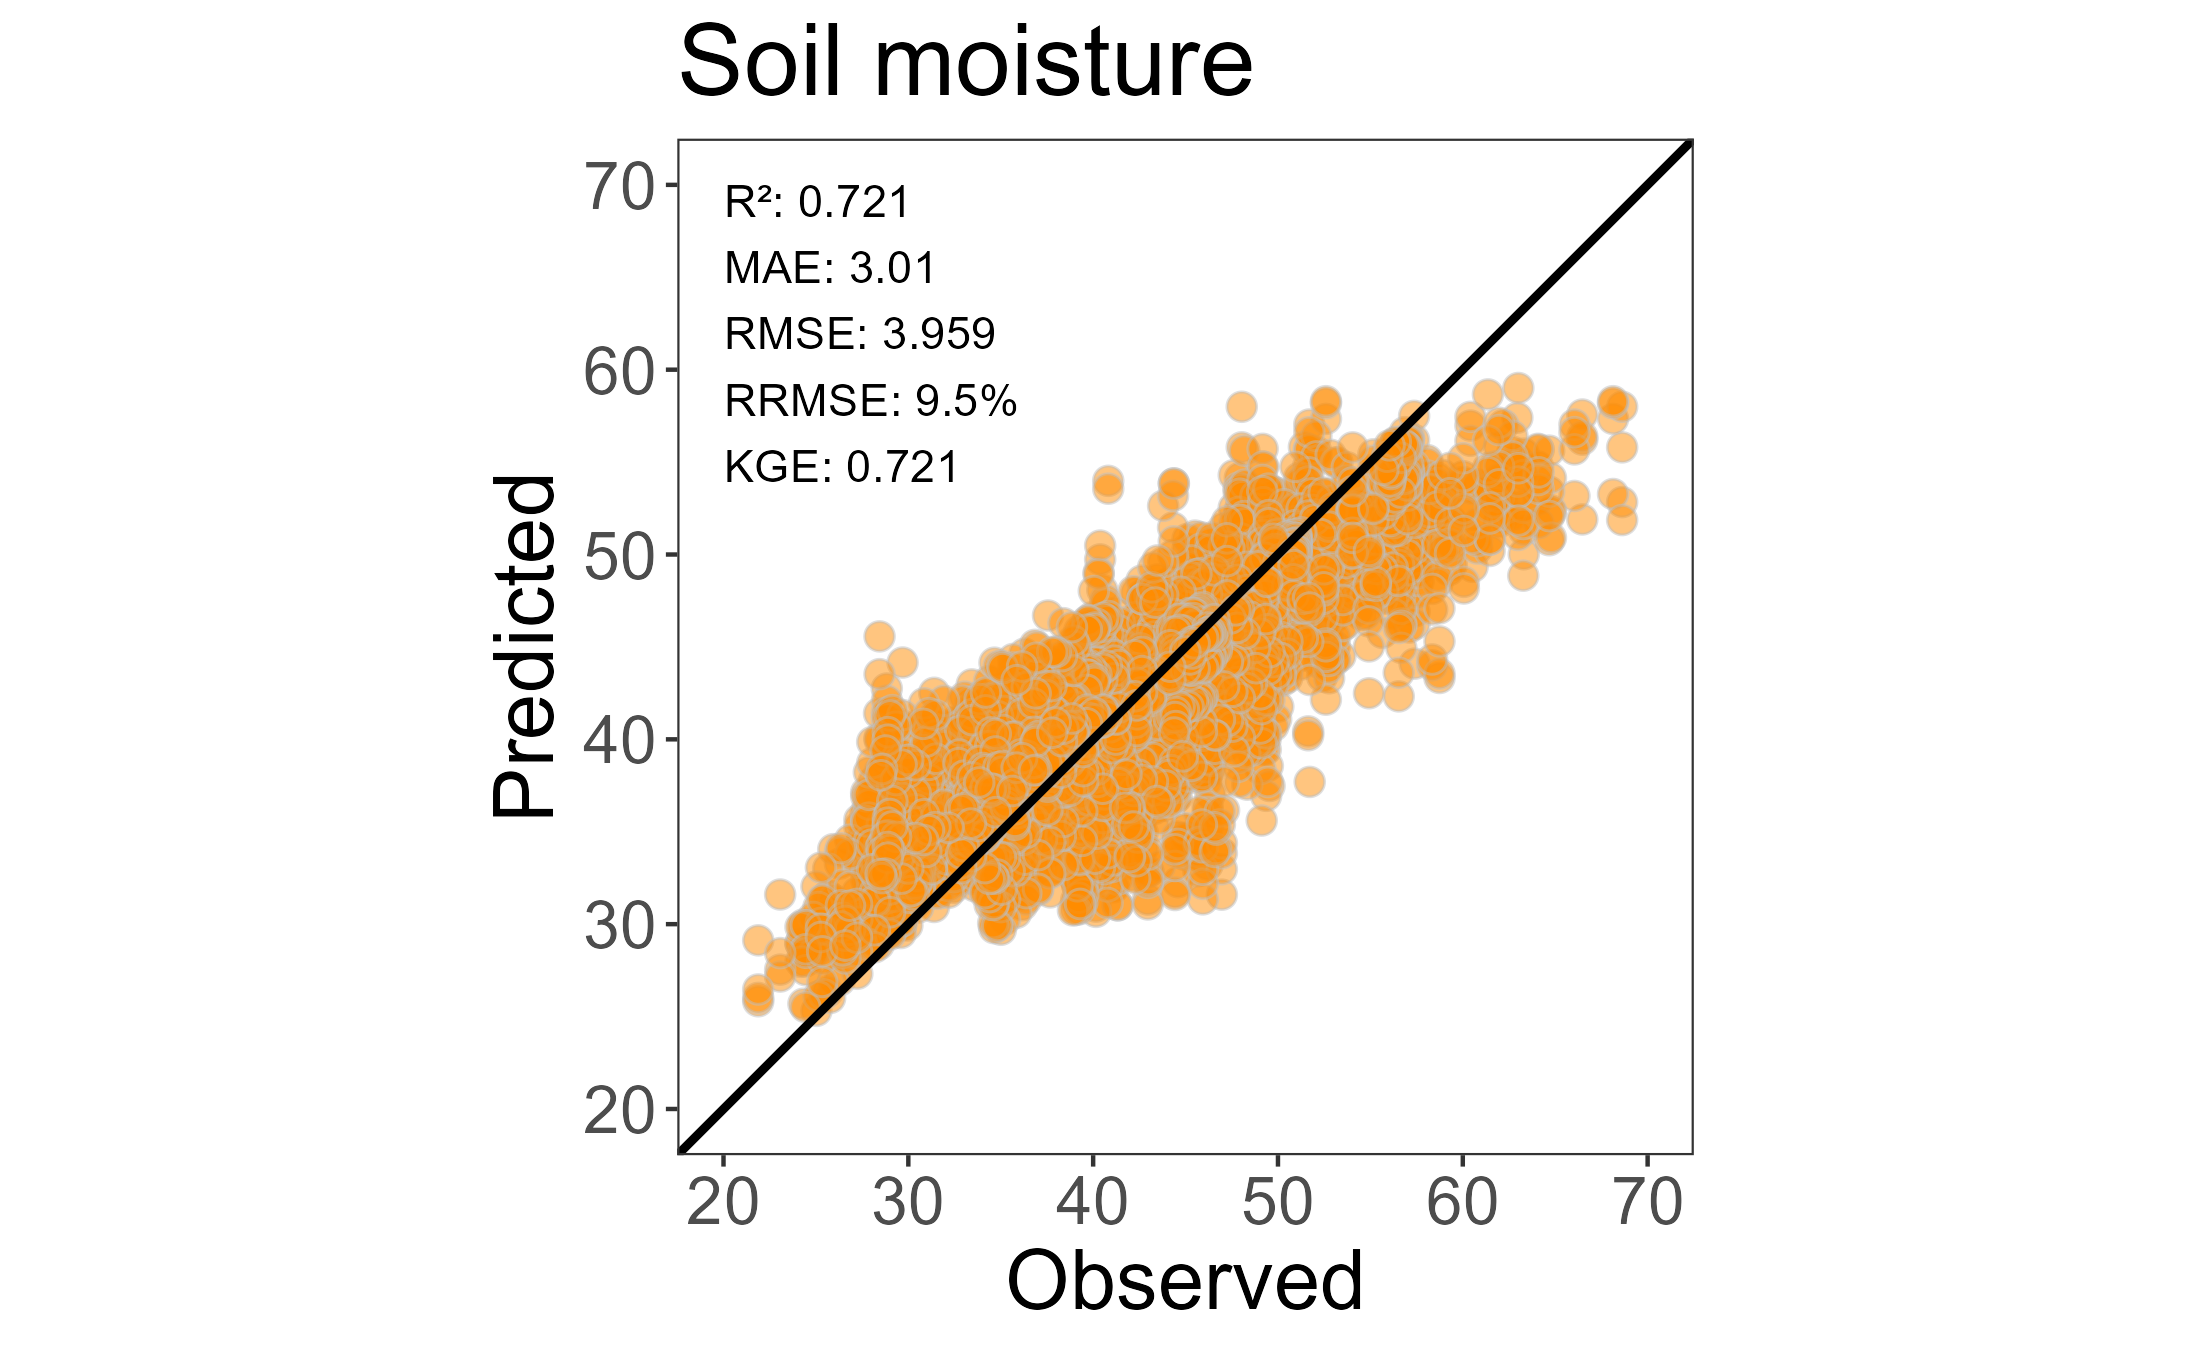 Soil moisture
R²: 0.721
MAE: 3.01
RMSE: 3.959
RRMSE: 9.5%
KGE: 0.721
Predicted
70
60
50
40
30
20
20 30 40 50 60 70
Observed